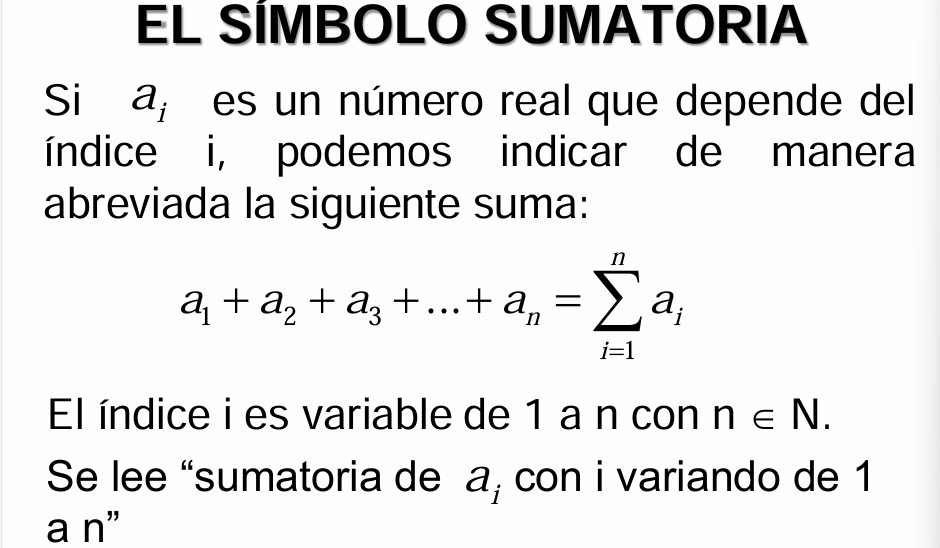 EL SÍMBOLO SUMATORIA
Si a_i es un número real que depende del
índice i, podemos indicar de manera
abreviada la siguiente suma:
a_1 + a_2 + a_3 + ... + a_n = \sum_{i=1}^{n} a_i
El índice i es variable de 1 a n con n ∈ N.
Se lee “sumatoria de a_i con i variando de 1
a n”